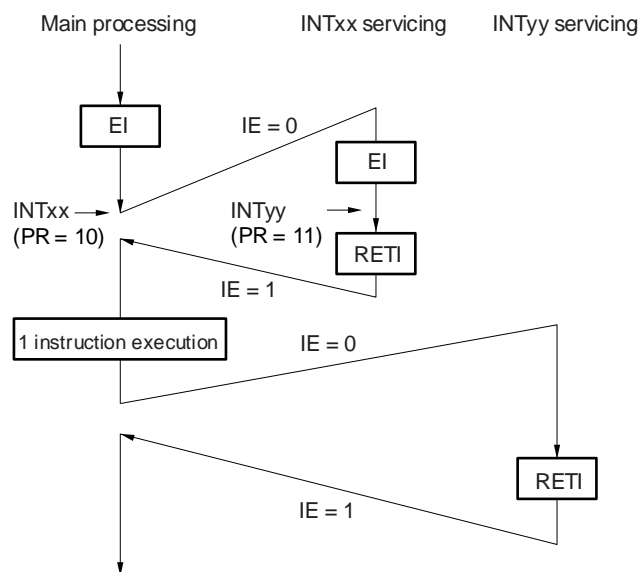 Main processing INTxx servicing INTyy servicing
EI
IE = 0
EI
INTxx
(PR = 10)
INTyy
(PR = 11)
RETI
IE = 1
1 instruction execution
IE = 0
RETI
IE = 1